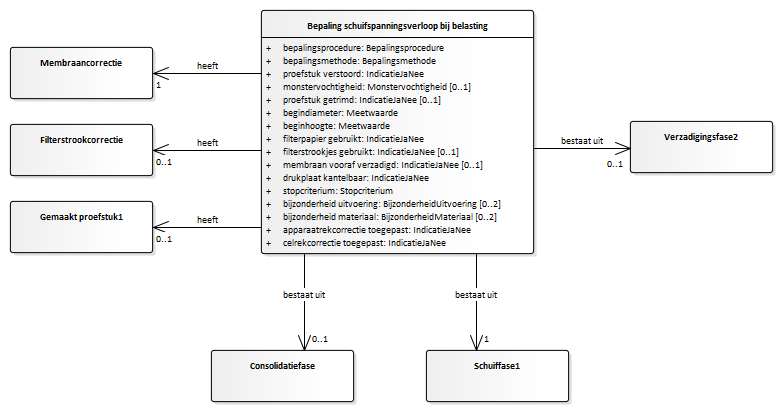 Bepaling schuifspanningsverloop bij belasting
+ bepalingsprocedure: Bepalingsprocedure
+ bepalingsmethode: Bepalingsmethode
+ proefstuk verstoord: IndicatieJaNee
+ monstervochtigheid: Monstervochtigheid [0..1]
+ proefstuk getrimd: IndicatieJaNee [0..1]
+ begindiameter: Meetwaarde
+ beginhoogte: Meetwaarde
+ filterpapier gebruikt: IndicatieJaNee
+ filterstrookjes gebruikt: IndicatieJaNee [0..1]
+ membraan vooraf verzadigd: IndicatieJaNee [0..1]
+ drukplaat kantelbaar: IndicatieJaNee
+ stopcriterium: Stopcriterium
+ bijzonderheid uitvoering: BijzonderheidUitvoering [0..2]
+ bijzonderheid materiaal: BijzonderheidMateriaal [0..2]
+ apparaatrekcorrectie toegepast: IndicatieJaNee
+ celrekcorrectie toegepast: IndicatieJaNee
Membraancorrectie
heeft
1
Filterstrookcorrectie
heeft
0..1
Gemaakt proefstuk1
heeft
0..1
bestaat uit
0..1
Verzadigingsfase2
bestaat uit
0..1
Consolidatiefase
bestaat uit
1
Schuiffase1